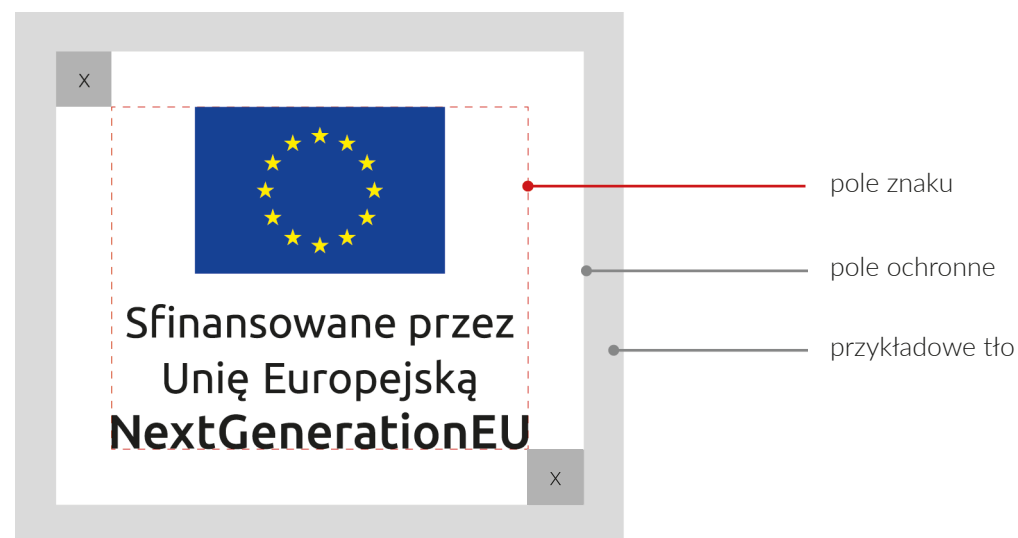 X
pole znaku
pole ochronne
Sfinansowane przez
przykładowe tło
Unię Europejską
NextGenerationEU
X